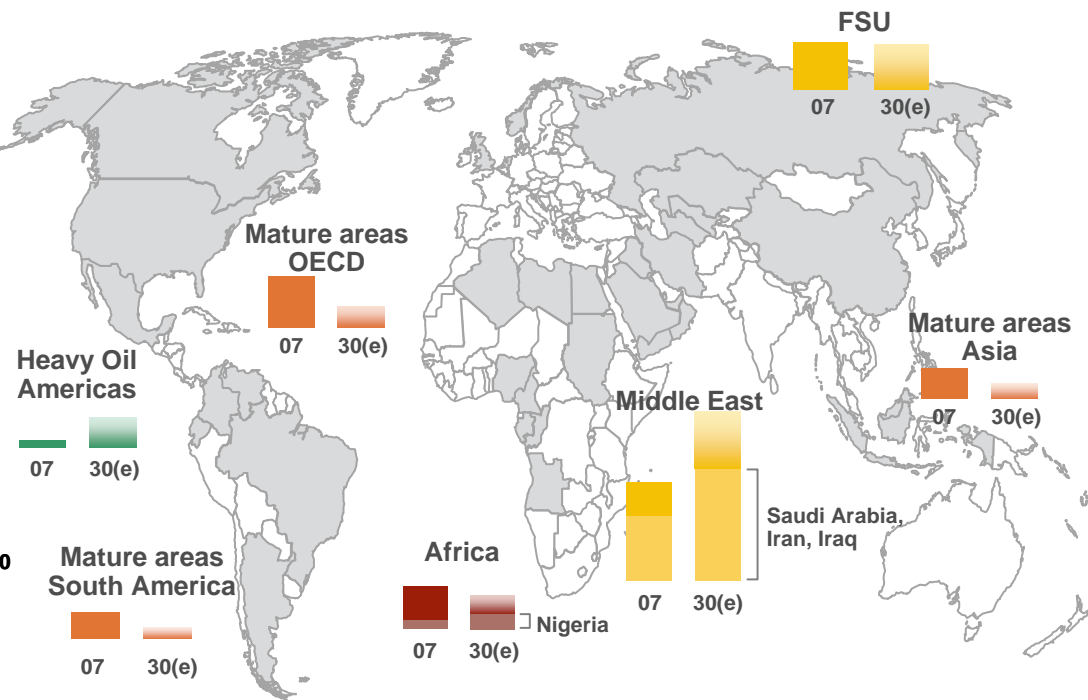 FSU
07
30(e)
Mature areas
OECD
07
30(e)
Mature areas
Asia
07
30(e)
Heavy Oil
Americas
07
30(e)
Middle East
Saudi Arabia,
Iran, Iraq
07
30(e)
Africa
Nigeria
07
30(e)
0
Mature areas
South America
07
30(e)